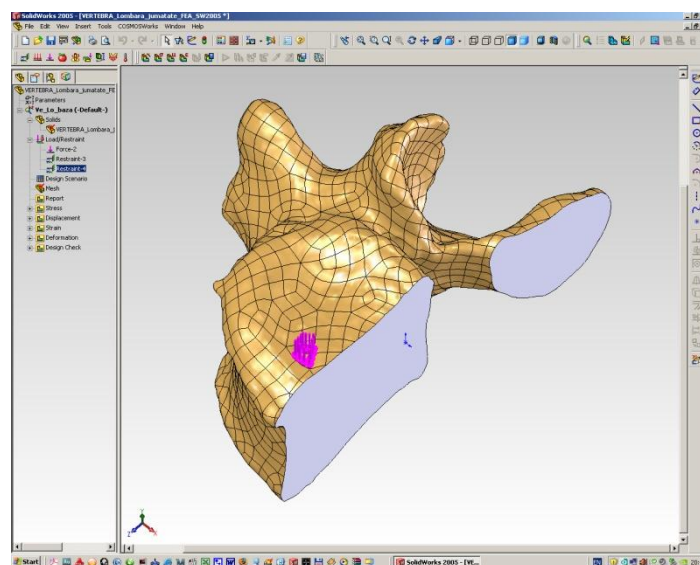 SolidWorks 2005 - [VERTEBRA_Lombara_jumatate_FEA_SW2005 *]
File Edit View Insert Tools COSMOSWorks Window Help
VERTEBRA_Lombara_jumatate_FE
Parameters
Ve_Lo_baza (-Default-)
Solids
VERTEBRA_Lombara_j
Load/Restraint
Force-2
Restraint-3
Restraint-4
Design Scenario
Mesh
Report
Stress
Displacement
Strain
Deformation
Design Check
Y
X
Z
Start
SolidWorks 2005 - [VE...